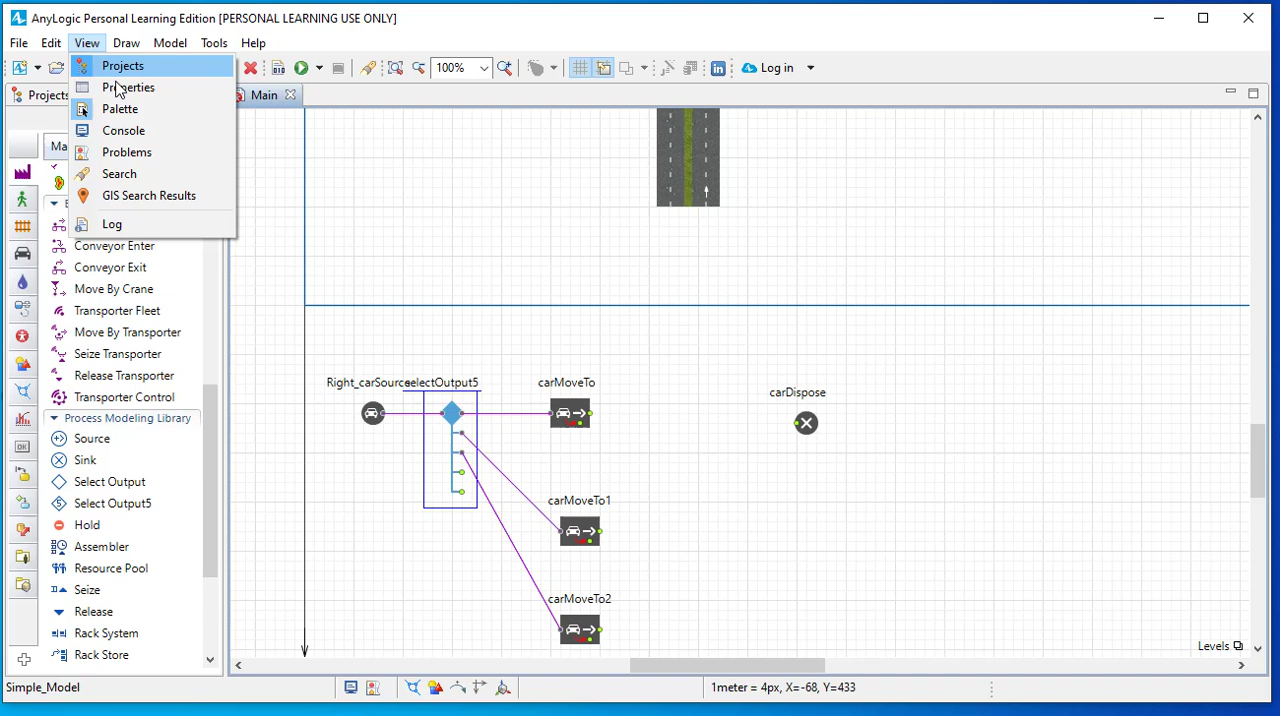 AnyLogic Personal Learning Edition [PERSONAL LEARNING USE ONLY]
File Edit View Draw Model Tools Help
100% Log in
Projects
Properties
Palette
Console
Problems
Search
GIS Search Results
Log
Projects
Main
Conveyor Enter
Conveyor Exit
Move By Crane
Transporter Fleet
Move By Transporter
Seize Transporter
Release Transporter
Transporter Control
Process Modeling Library
Source
Sink
Select Output
Select Output5
Hold
Assembler
Resource Pool
Seize
Release
Rack System
Rack Store
Right_carSource
selectOutput5
carMoveTo
carDispose
carMoveTo1
carMoveTo2
Levels
Simple_Model
1meter = 4px, X=-68, Y=433